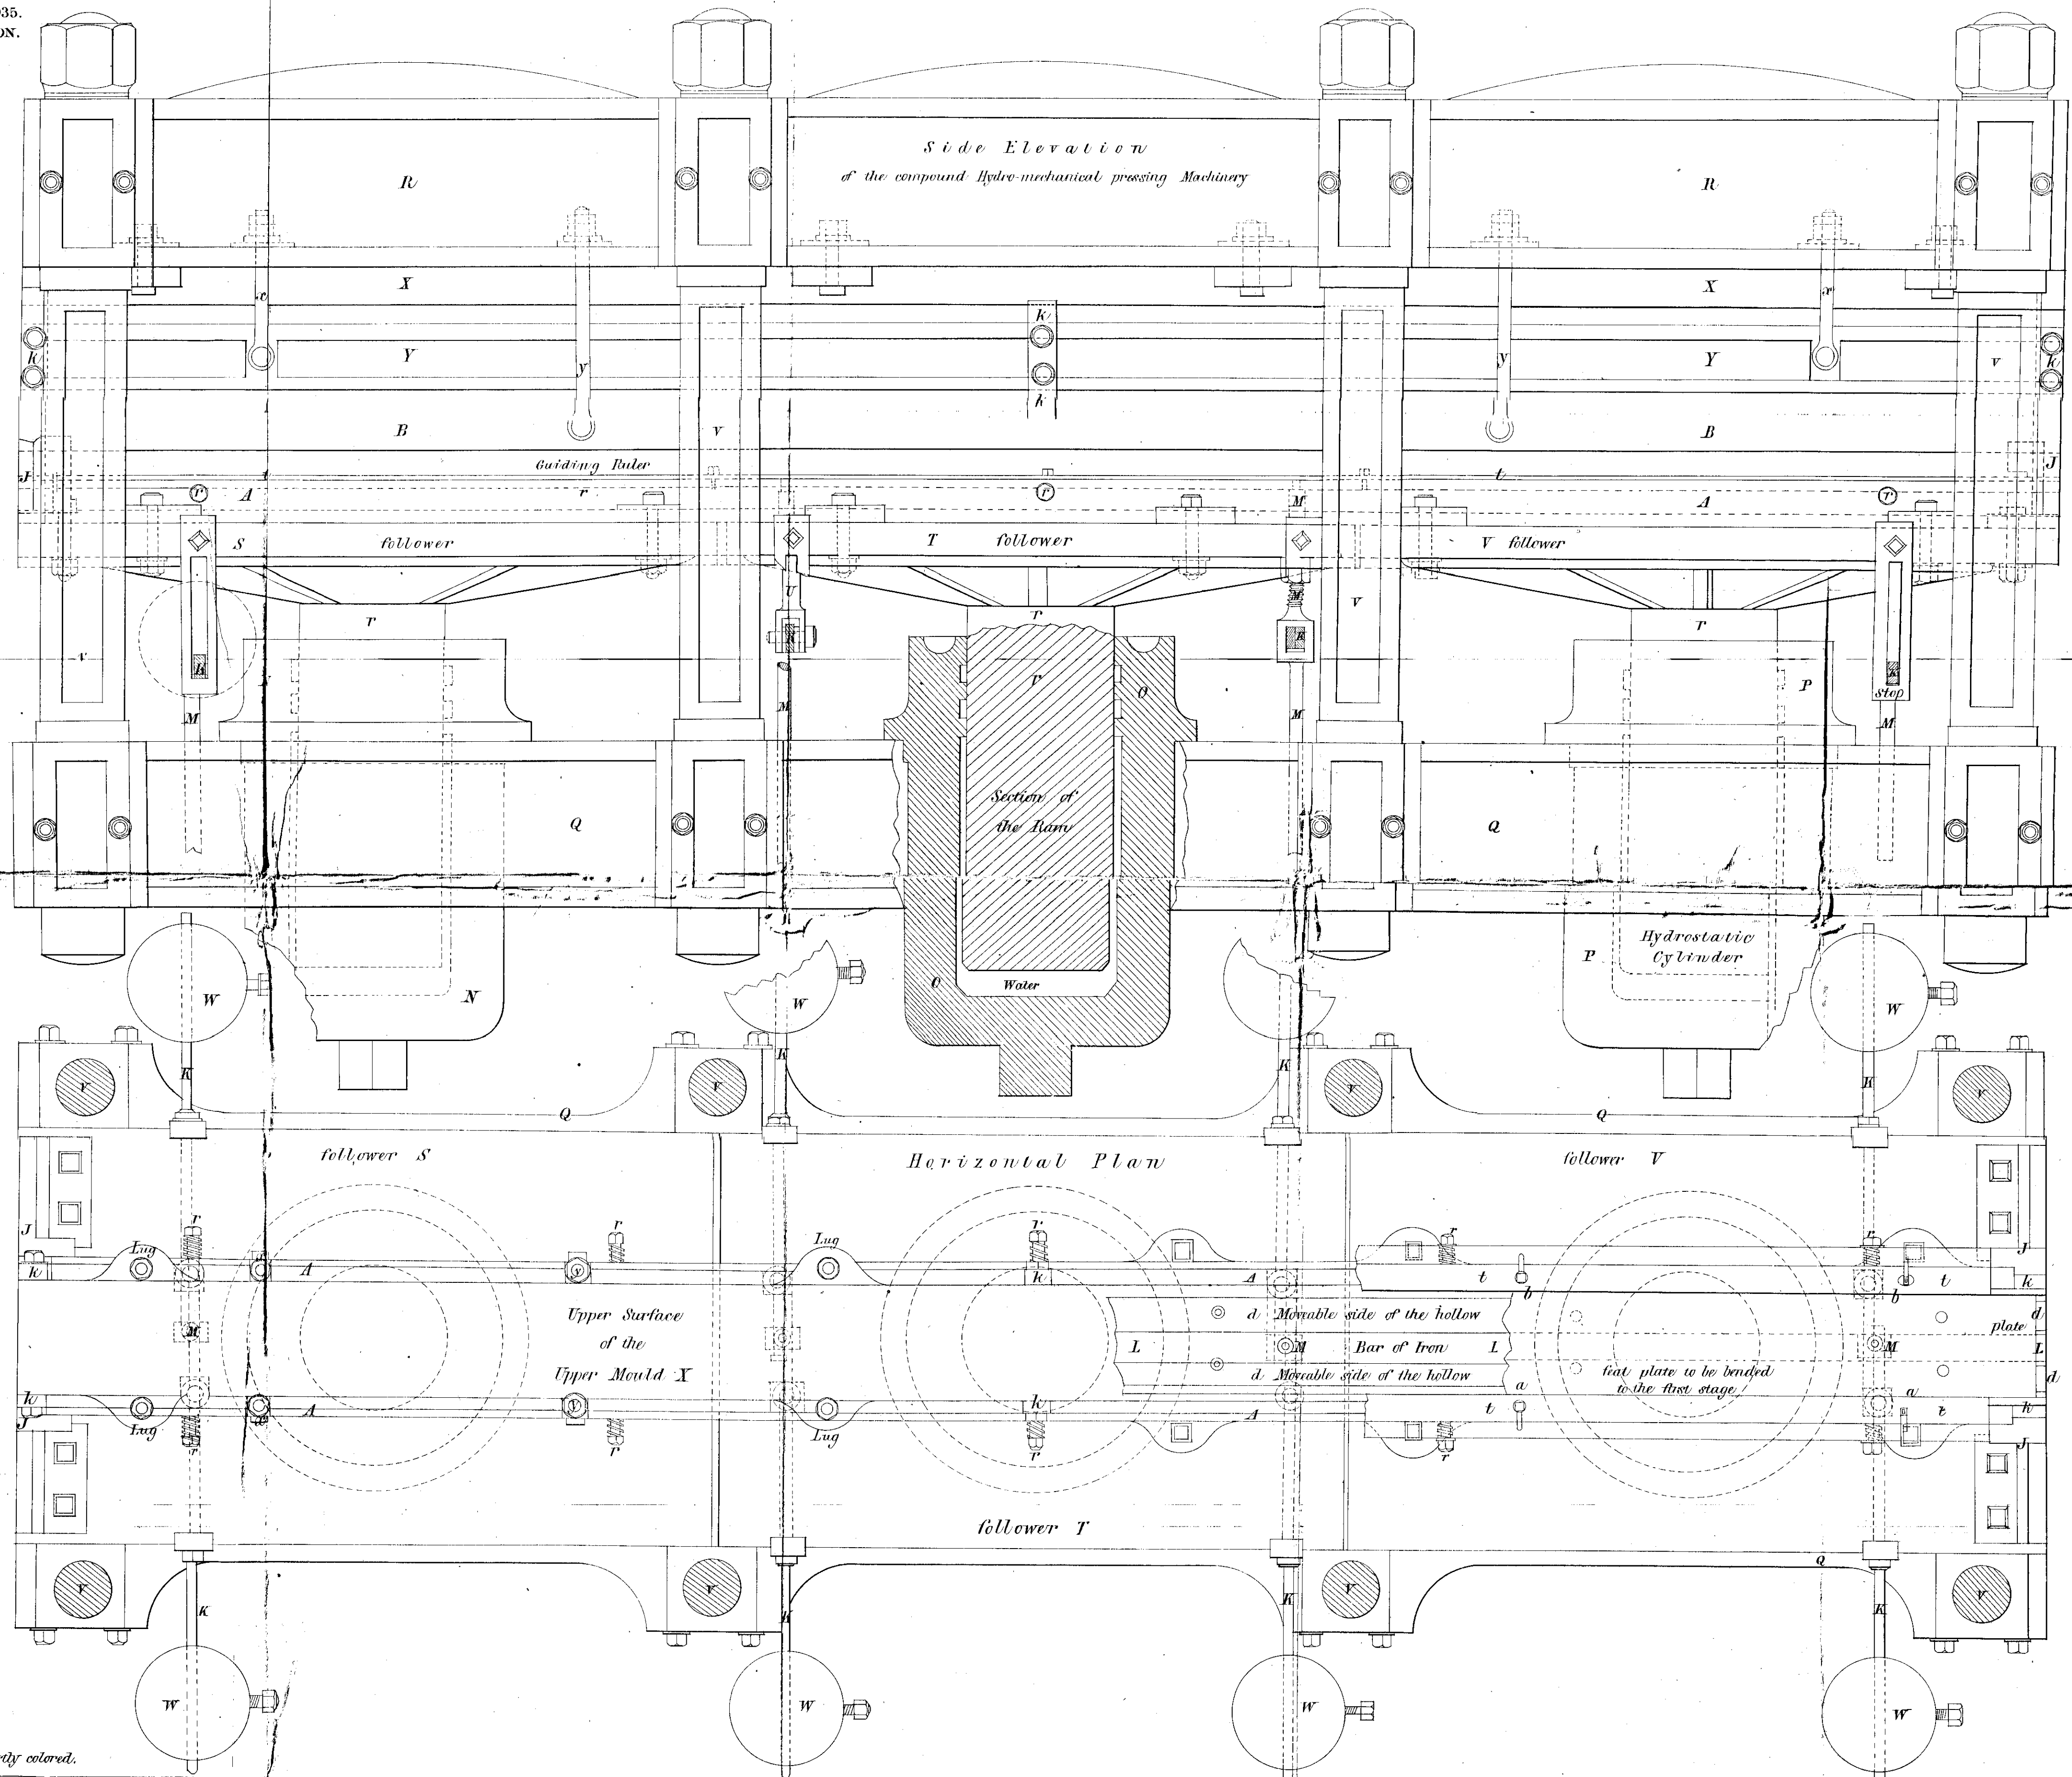 35.
ON.
Side Elevation
of the compound Hydro-mechanical pressing Machinery
R
R
X
X
x
x
k
k
k
k
Y
Y
y
y
V
V
B
B
V
Guiding Ruler
J
J
t
r
A
r
r
M
A
r
S follower
T follower
V follower
U
M
V
r
r
r
K
K
K
K
Stop
r
O
P
M
M
M
M
Section of
the Ram
Q
Q
Hydrostatic
Cylinder
P
N
O
Water
W
W
W
K
K
K
K
V
V
V
V
Q
Q
follower S
Horizontal Plan
follower V
r
r
r
r
r
J
J
Lug
Lug
k
A
y
k
A
t
b
b
t
k
Upper Surface
of the
Upper Mould X
d Moveable side of the hollow
d
plate
M
L
M Bar of Iron L
M
L
d Moveable side of the hollow
flat plate to be bended
to the first stage
d
k
A
y
k
A
a
t
a
t
k
J
J
Lug
Lug
r
r
r
r
follower T
Q
V
V
V
V
K
K
K
K
W
W
W
W
tly colored.